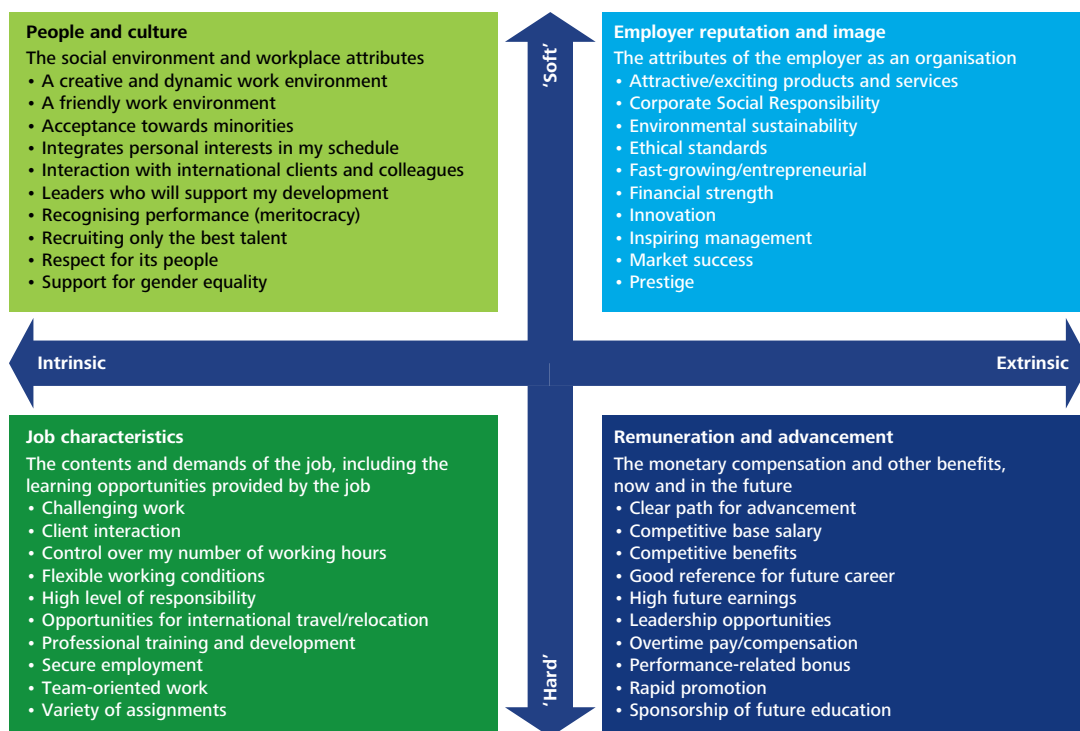 People and culture
The social environment and workplace attributes
• A creative and dynamic work environment
• A friendly work environment
• Acceptance towards minorities
• Integrates personal interests in my schedule
• Interaction with international clients and colleagues
• Leaders who will support my development
• Recognising performance (meritocracy)
• Recruiting only the best talent
• Respect for its people
• Support for gender equality
'Soft'
Employer reputation and image
The attributes of the employer as an organisation
• Attractive/exciting products and services
• Corporate Social Responsibility
• Environmental sustainability
• Ethical standards
• Fast-growing/entrepreneurial
• Financial strength
• Innovation
• Inspiring management
• Market success
• Prestige
Intrinsic
Extrinsic
Job characteristics
The contents and demands of the job, including the
learning opportunities provided by the job
• Challenging work
• Client interaction
• Control over my number of working hours
• Flexible working conditions
• High level of responsibility
• Opportunities for international travel/relocation
• Professional training and development
• Secure employment
• Team-oriented work
• Variety of assignments
'Hard'
Remuneration and advancement
The monetary compensation and other benefits,
now and in the future
• Clear path for advancement
• Competitive base salary
• Competitive benefits
• Good reference for future career
• High future earnings
• Leadership opportunities
• Overtime pay/compensation
• Performance-related bonus
• Rapid promotion
• Sponsorship of future education